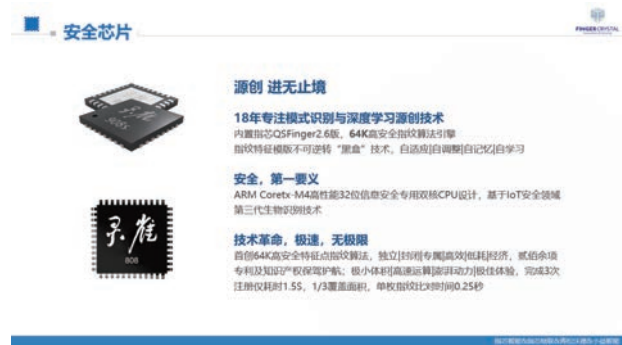 安全芯片
FINGER CRYSTAL
源创 进无止境
18年专注模式识别与深度学习源创技术
内置指芯QSFinger2.6版，64K高安全指纹算法引擎
指纹特征模版不可逆转“黑盒”技术，自适应|自调整|自记忆|自学习
安全，第一要义
ARM Coretx-M4高性能32位信息安全专用双核CPU设计，基于IoT安全领域
第三代生物识别技术
灵雀
808
技术革命，极速，无极限
首创64K高安全特征点指纹算法，独立|封闭|专属|高效|低耗|经济，贰佰余项
专利及知识产权保驾护航；极小体积|高速运算|澎湃动力|极佳体验，完成3次
注册仅耗时1.5S，1/3覆盖面积，单枚指纹比对时间0.25秒